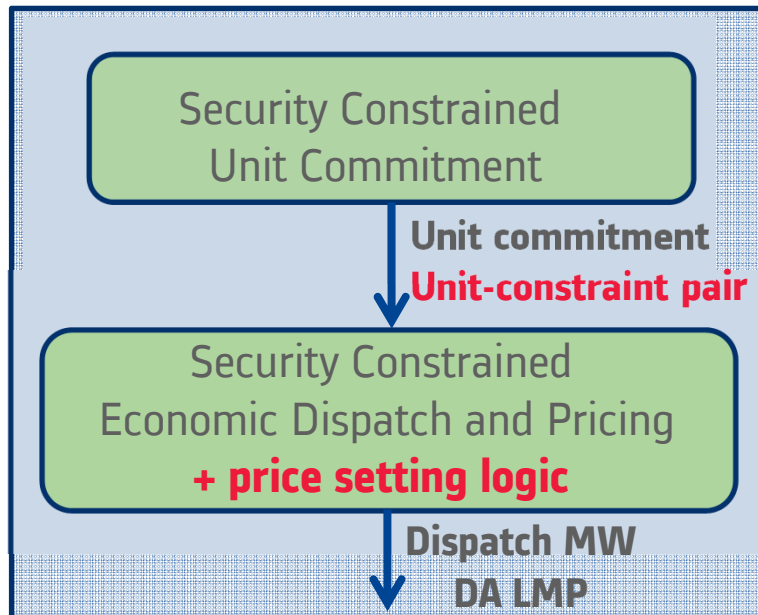 Security Constrained
Unit Commitment
Unit commitment
Unit-constraint pair
Security Constrained
Economic Dispatch and Pricing
+ price setting logic
Dispatch MW
DA LMP